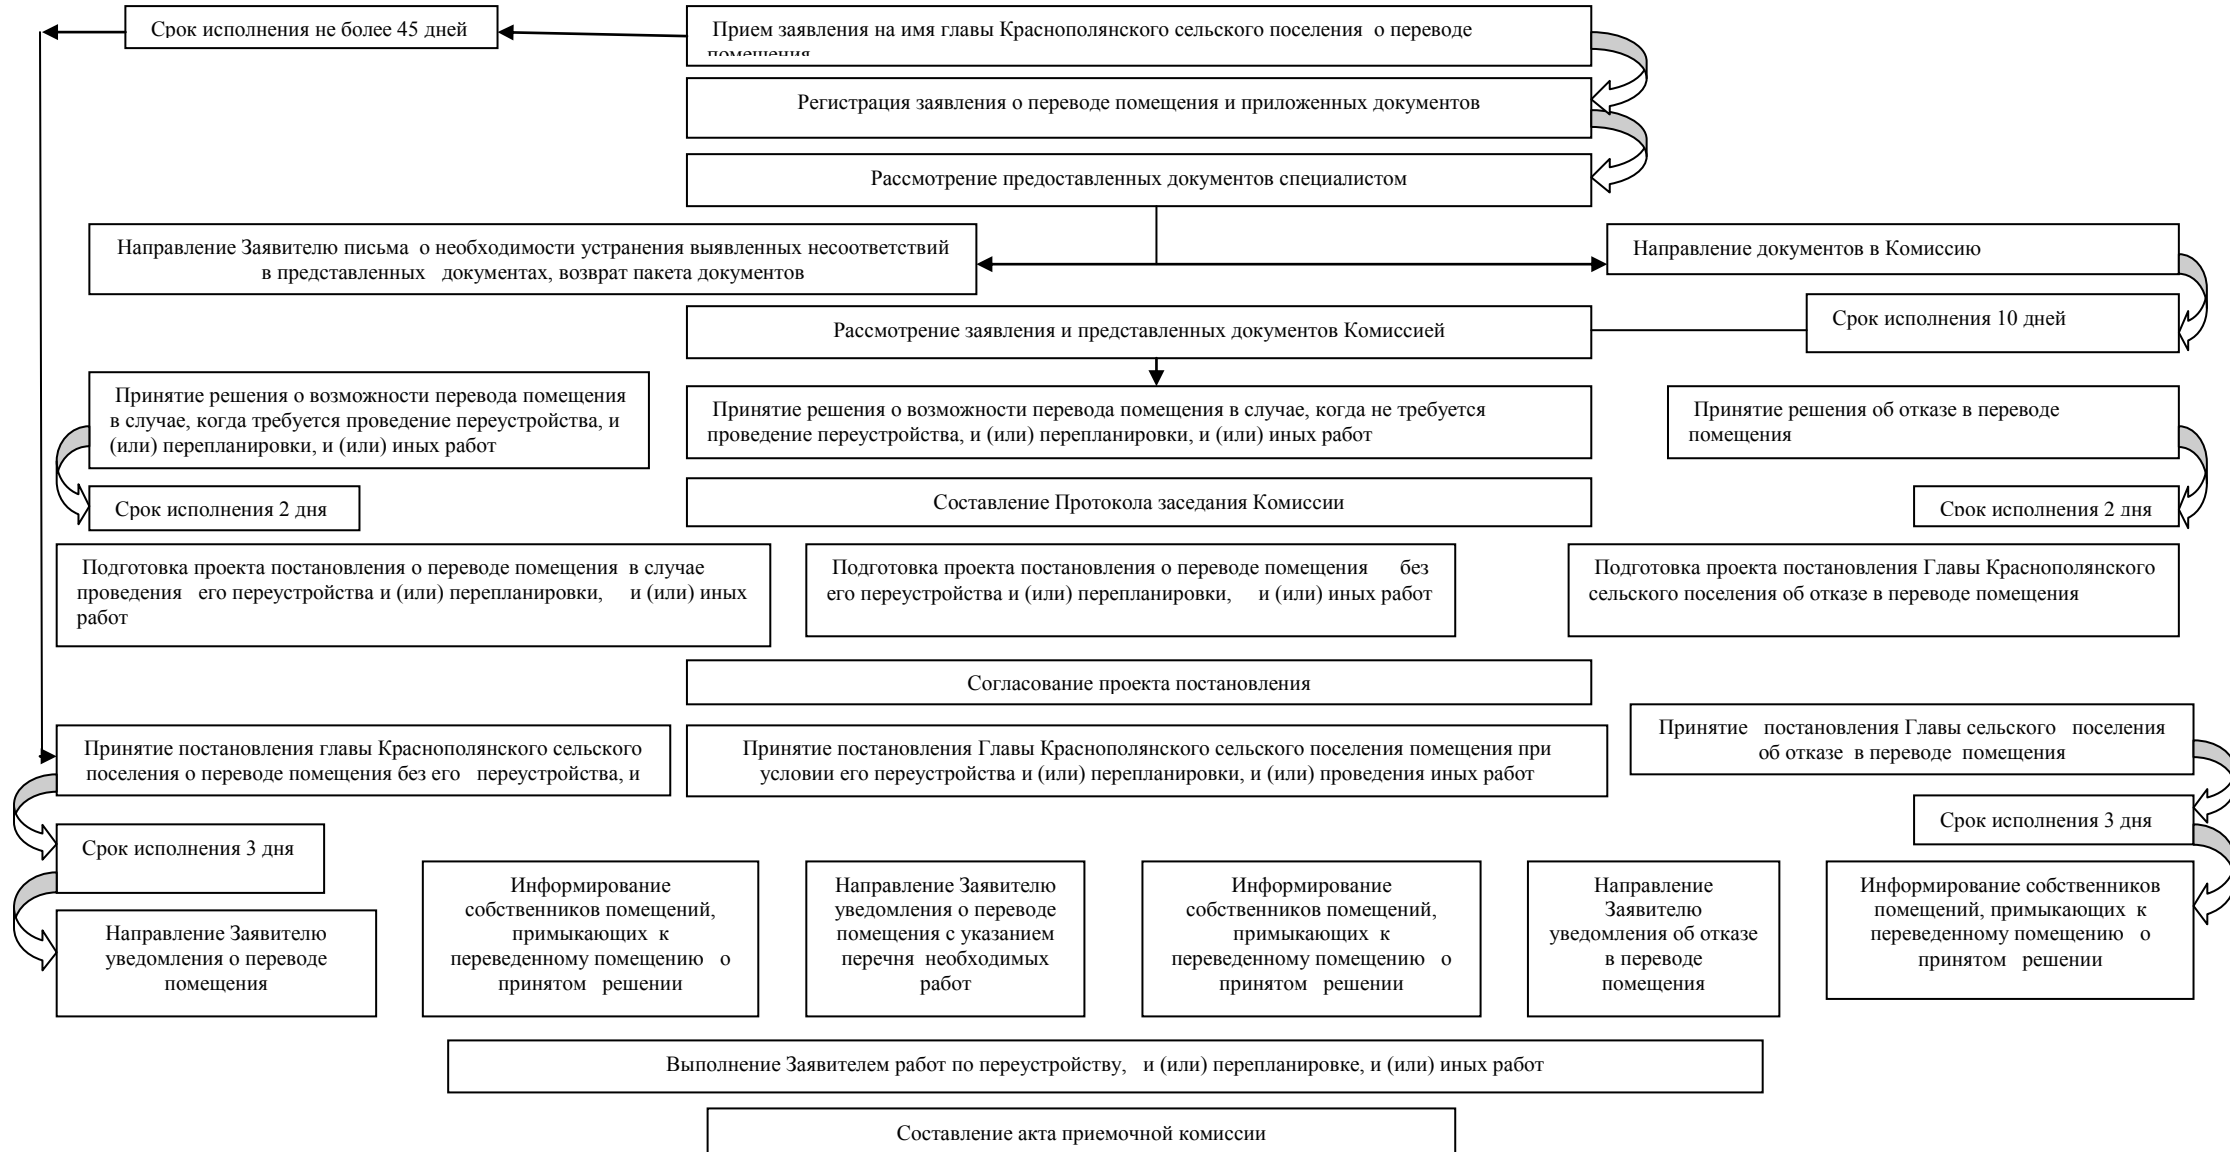 Срок исполнения не более 45 дней
Прием заявления на имя главы Краснополянского сельского поселения о переводе
помещения
Регистрация заявления о переводе помещения и приложенных документов
Рассмотрение предоставленных документов специалистом
Направление Заявителю письма о необходимости устранения выявленных несоответствий
в представленных документах, возврат пакета документов
Направление документов в Комиссию
Рассмотрение заявления и представленных документов Комиссией
Срок исполнения 10 дней
Принятие решения о возможности перевода помещения
в случае, когда требуется проведение переустройства, и
(или) перепланировки, и (или) иных работ
Принятие решения о возможности перевода помещения в случае, когда не требуется
проведение переустройства, и (или) перепланировки, и (или) иных работ
Принятие решения об отказе в переводе
помещения
Срок исполнения 2 дня
Составление Протокола заседания Комиссии
Срок исполнения 2 дня
Подготовка проекта постановления о переводе помещения в случае
проведения его переустройства и (или) перепланировки, и (или) иных
работ
Подготовка проекта постановления о переводе помещения без
его переустройства и (или) перепланировки, и (или) иных работ
Подготовка проекта постановления Главы Краснополянского
сельского поселения об отказе в переводе помещения
Согласование проекта постановления
Принятие постановления главы Краснополянского сельского
поселения о переводе помещения без его переустройства, и
Принятие постановления Главы Краснополянского сельского поселения помещения при
условии его переустройства и (или) перепланировки, и (или) проведения иных работ
Принятие постановления Главы сельского поселения
об отказе в переводе помещения
Срок исполнения 3 дня
Срок исполнения 3 дня
Направление Заявителю
уведомления о переводе
помещения
Информирование
собственников помещений,
примыкающих к
переведенному помещению о
принятом решении
Направление Заявителю
уведомления о переводе
помещения с указанием
перечня необходимых
работ
Информирование
собственников помещений,
примыкающих к
переведенному помещению о
принятом решении
Направление
Заявителю
уведомления об отказе
в переводе
помещения
Информирование собственников
помещений, примыкающих к
переведенному помещению о
принятом решении
Выполнение Заявителем работ по переустройству, и (или) перепланировке, и (или) иных работ
Составление акта приемочной комиссии